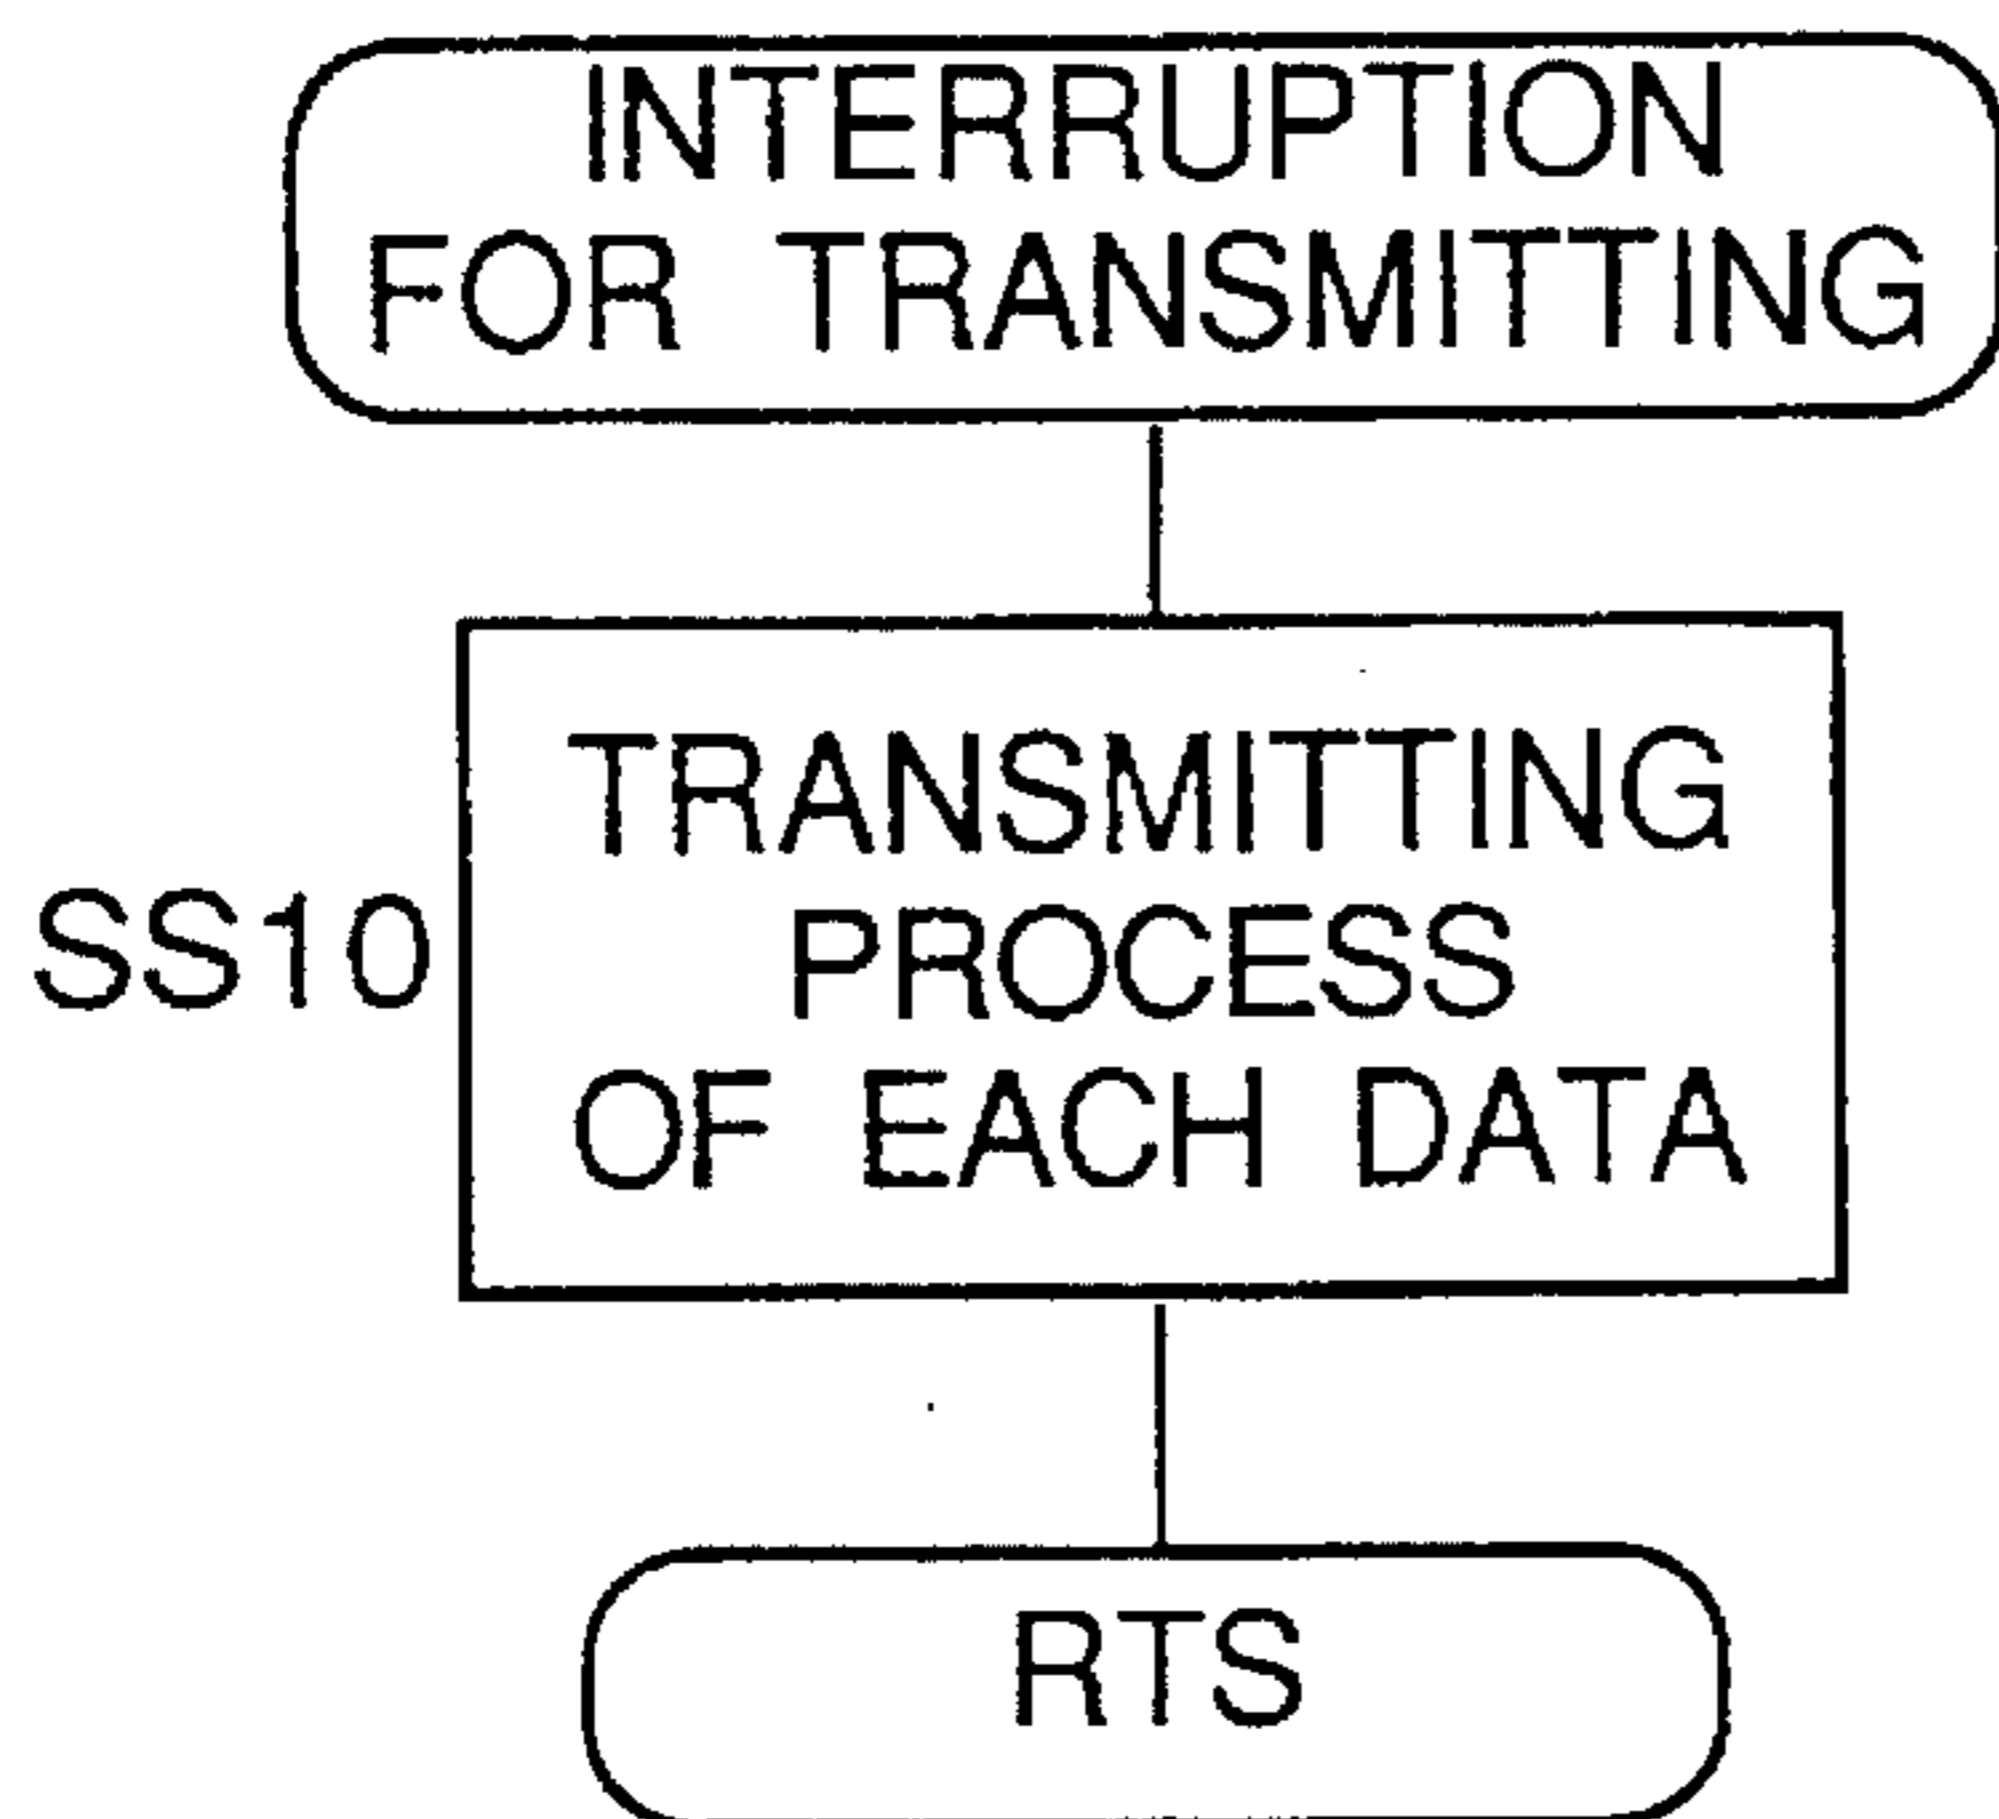 INTERRUPTION
FOR TRANSMITTING
TRANSMITTING
SS10 PROCESS
OF EACH DATA
RTS